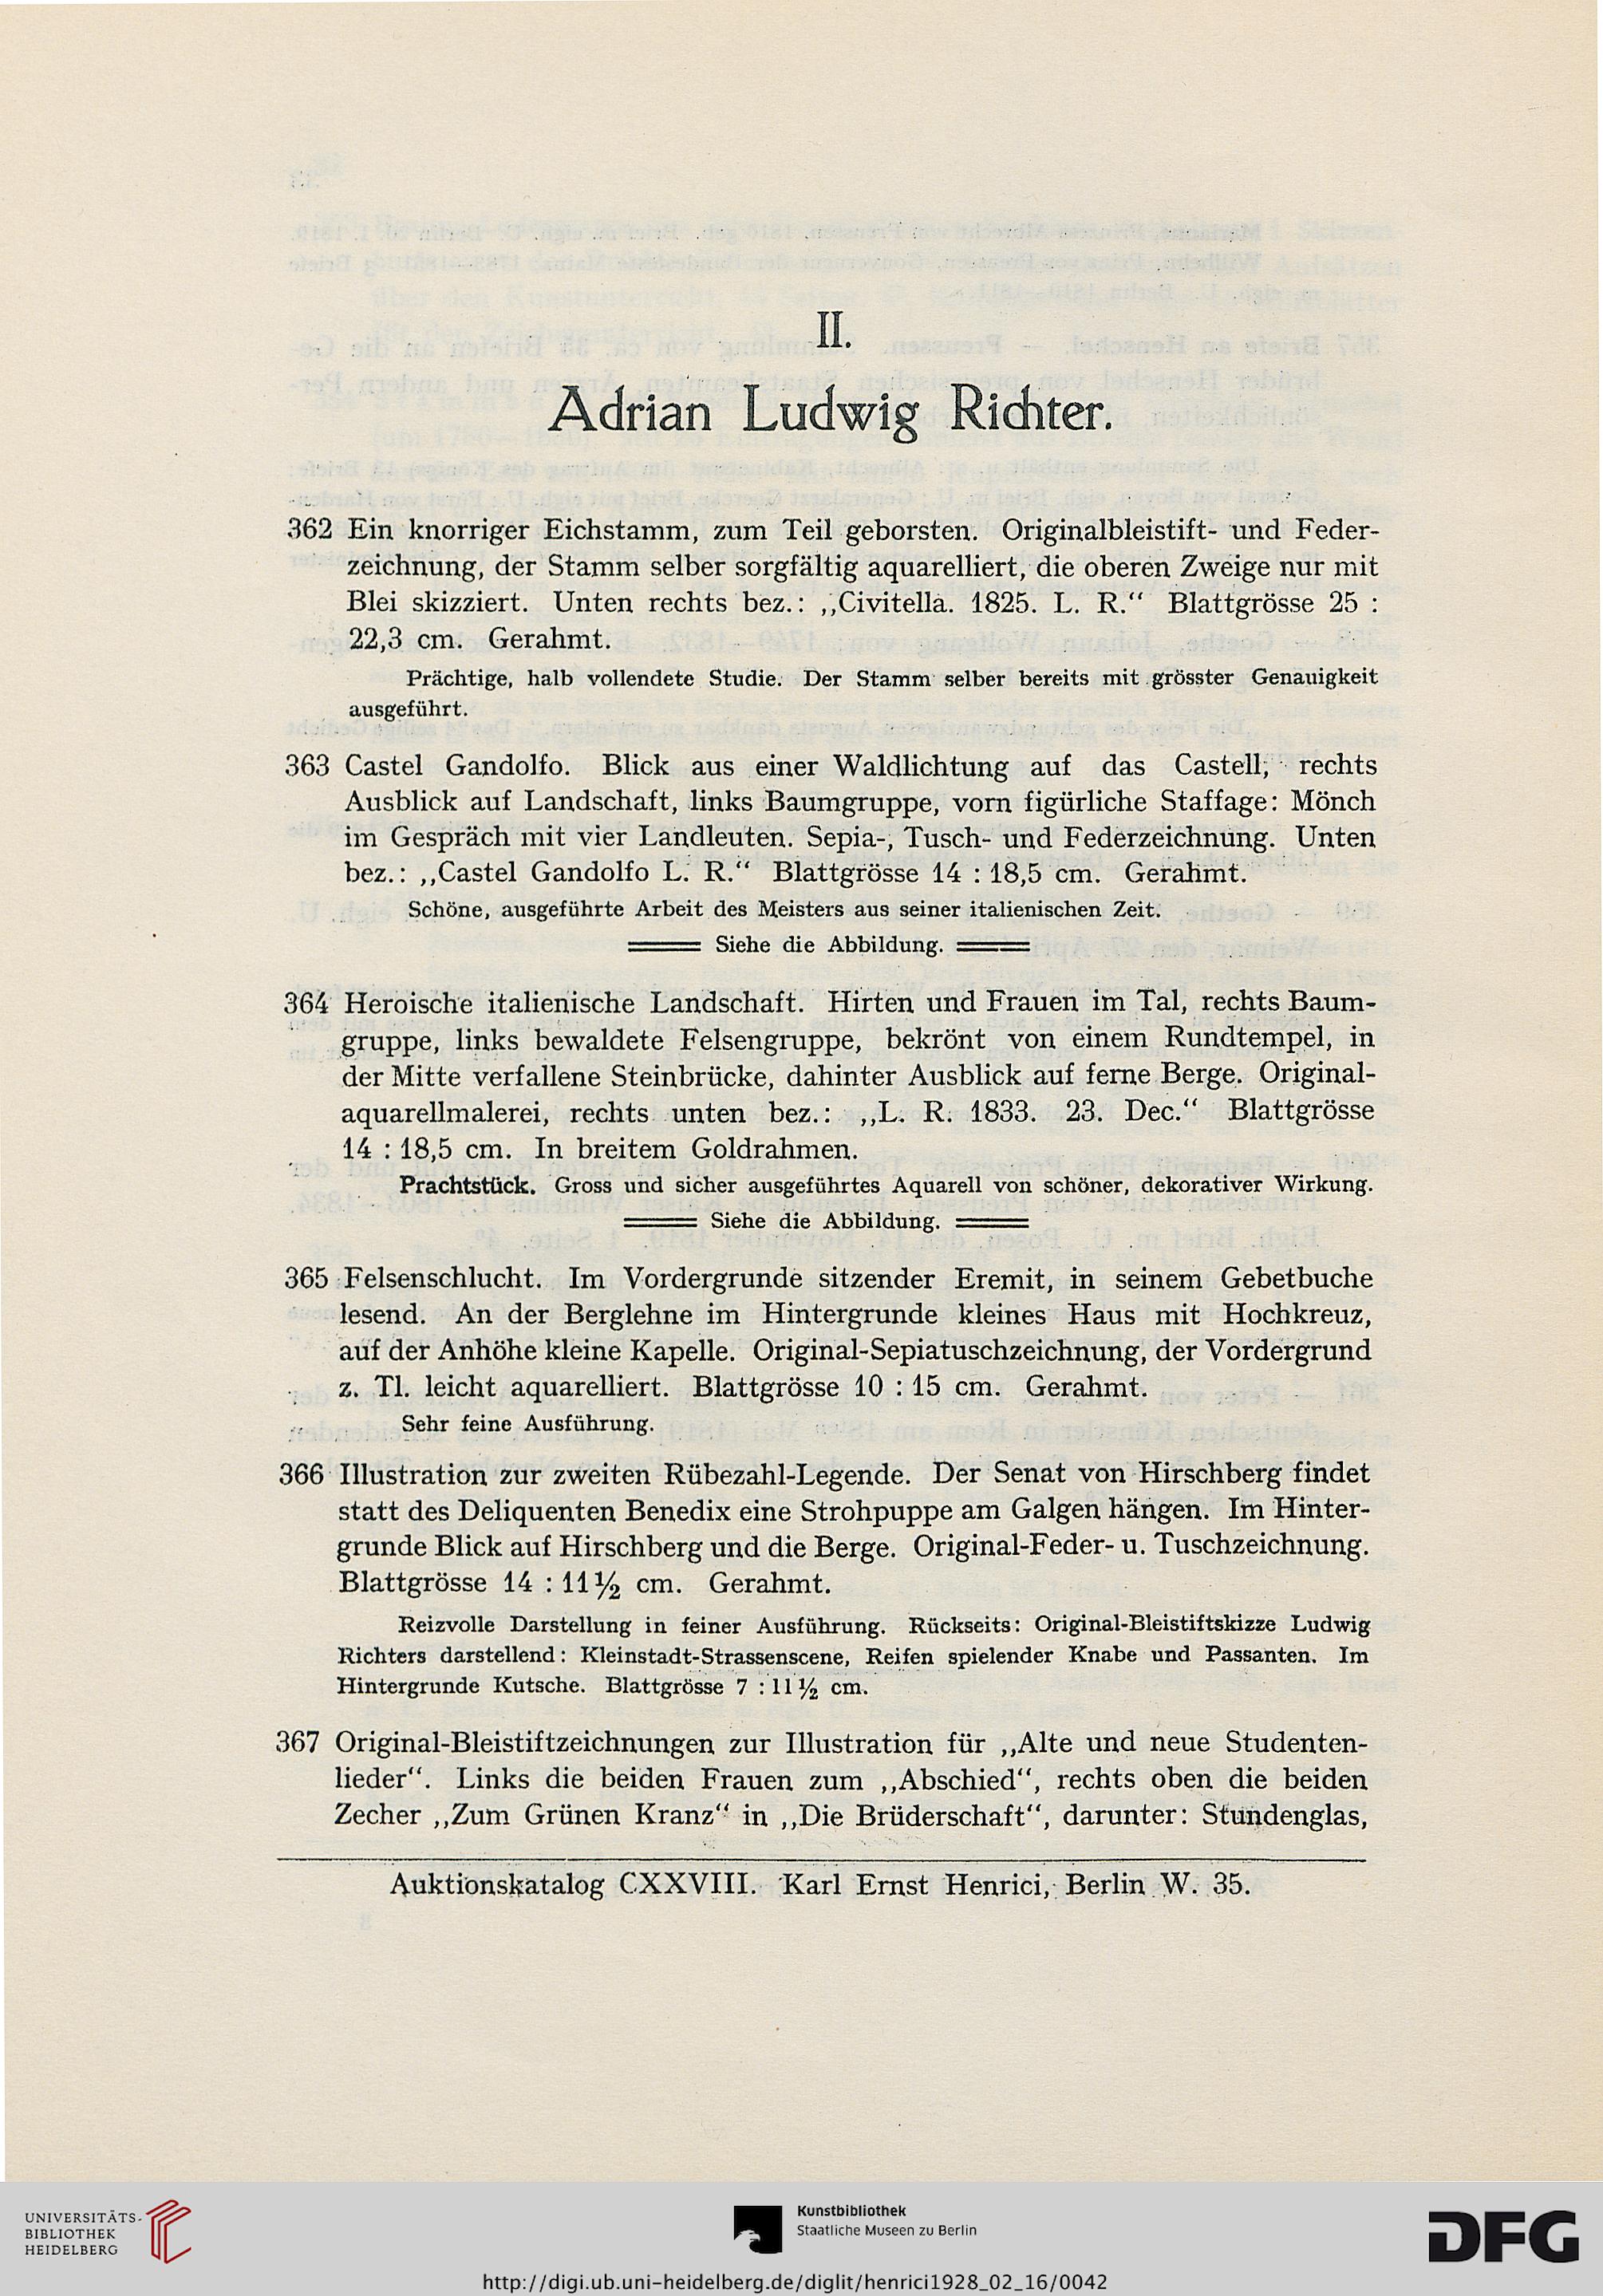 II.
Adrian Ludwig Richter.
362 Ein knorriger Eichstamm, zum Teil geborsten. Originalbleistift- und Feder-
zeichnung, der Stamm selber sorgfältig aquarelliert, die oberen Zweige nur mit
Blei skizziert. Unten rechts bez.: ,,Civitella. 1825. L. R.“ Blattgrösse 25 :
22,3 cm. Gerahmt.
Prächtige, halb vollendete Studie. Der Stamm selber bereits mit grösster Genauigkeit
ausgeführt.
363 Castel Gandolfo. Blick aus einer Waldlichtung auf das Castell, rechts
Ausblick auf Landschaft, links Baumgruppe, vorn figürliche Staffage: Mönch
im Gespräch mit vier Landleuten. Sepia-, Tusch- und Federzeichnung. Unten
bez.: ,,Castel Gandolfo L. R.“ Blattgrösse 14 : 18,5 cm. Gerahmt.
Schöne, ausgeführte Arbeit des Meisters aus seiner italienischen Zeit.
Siehe die Abbildung.
364 Heroische italienische Landschaft. Hirten und Frauen im Tal, rechts Baum-
gruppe, links bewaldete Felsengruppe, bekrönt von einem Rundtempel, in
der Mitte verfallene Steinbrücke, dahinter Ausblick auf ferne Berge. Original-
aquarellmalerei, rechts unten bez.: ,,L. R. 1833. 23. Dec.“ Blattgrösse
14 : 18,5 cm. In breitem Goldrahmen.
Prachtstück. Gross und sicher ausgeführtes Aquarell von schöner, dekorativer Wirkung.
Siehe die Abbildung.
365 Felsenschlucht. Im Vordergrunde sitzender Eremit, in seinem Gebetbuche
lesend. An der Berglehne im Hintergrunde kleines Haus mit Hochkreuz,
auf der Anhöhe kleine Kapelle. Original-Sepiatuschzeichnung, der Vordergrund
z. Tl. leicht aquarelliert. Blattgrösse 10 : 15 cm. Gerahmt.
Sehr feine Ausführung.
366 Illustration zur zweiten Rübezahl-Legende. Der Senat von Hirschberg findet
statt des Deliquenten Benedix eine Strohpuppe am Galgen hängen. Im Hinter-
grunde Blick auf Hirschberg und die Berge. Original-Feder- u. Tuschzeichnung.
Blattgrösse 14 : 11½ cm. Gerahmt.
Reizvolle Darstellung in feiner Ausführung. Rückseits: Original-Bleistiftskizze Ludwig
Richters darstellend: Kleinstadt-Strassenscene, Reifen spielender Knabe und Passanten. Im
Hintergrunde Kutsche. Blattgrösse 7 : 11½ cm.
367 Original-Bleistiftzeichnungen zur Illustration für ,,Alte und neue Studenten-
lieder“. Links die beiden Frauen zum ,,Abschied“, rechts oben die beiden
Zecher ,,Zum Grünen Kranz“ in ,,Die Brüderschaft“, darunter: Stundenglas,
Auktionskatalog CXXVIII. Karl Ernst Henrici, Berlin W. 35.
UNIVERSITÄTS-
BIBLIOTHEK
HEIDELBERG
Kunstbibliothek
Staatliche Museen zu Berlin
DFG
http://digi.ub.uni-heidelberg.de/diglit/henrici1928_02_16/0042